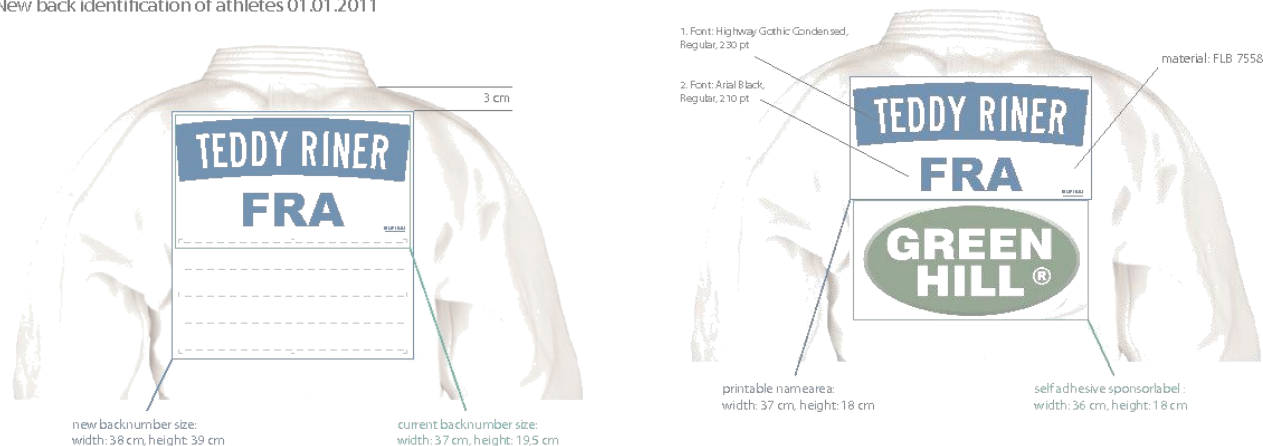 New back identification of athletes 01.01.2011
3 cm
TEDDY RINER
FRA
new backnumber size:
width: 38 cm, height: 39 cm
current backnumber size:
width: 37 cm, height: 19,5 cm
1. Font: Highway Gothic Condensed,
Regular, 230 pt
2. Font: Arial Black,
Regular, 210 pt
material: FLB 7558
TEDDY RINER
FRA
GREEN
HILL ®
printable namearea:
width: 37 cm, height: 18 cm
self adhesive sponsorlabel :
width: 36 cm, height: 18 cm